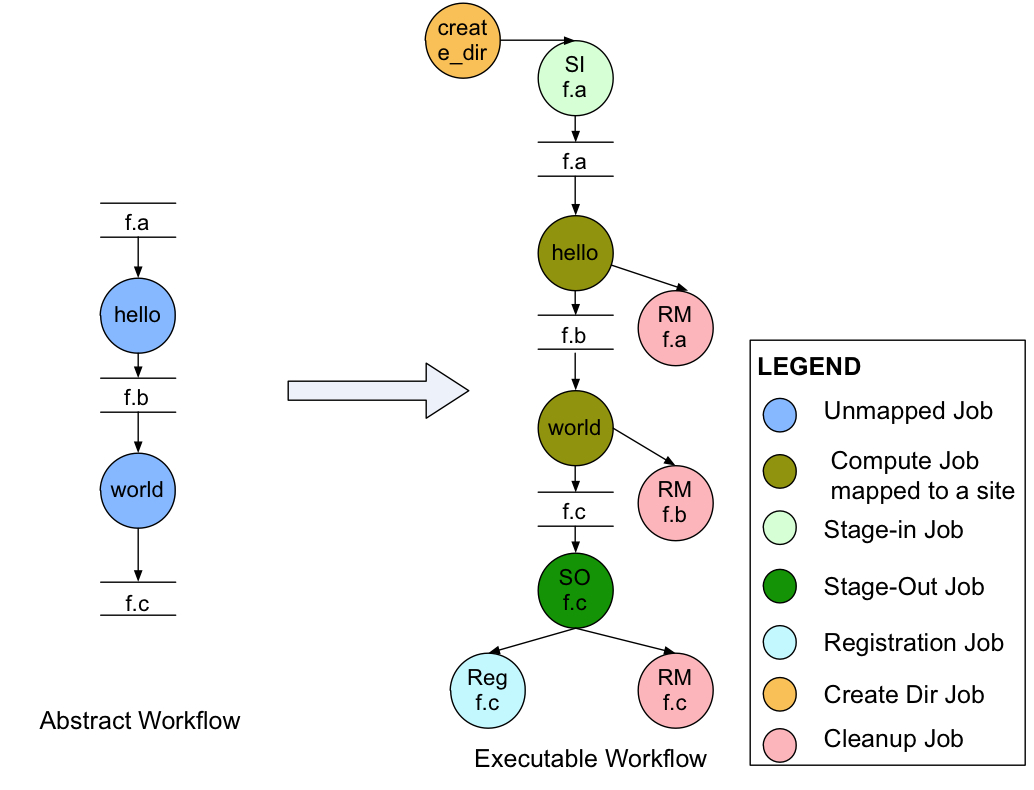 f.a
hello
f.b
world
f.c
Abstract Workflow
creat
e_dir
SI
f.a
f.a
hello
RM
f.a
f.b
world
RM
f.b
f.c
SO
f.c
Reg
f.c
RM
f.c
Executable Workflow
LEGEND
Unmapped Job
Compute Job
mapped to a site
Stage-in Job
Stage-Out Job
Registration Job
Create Dir Job
Cleanup Job